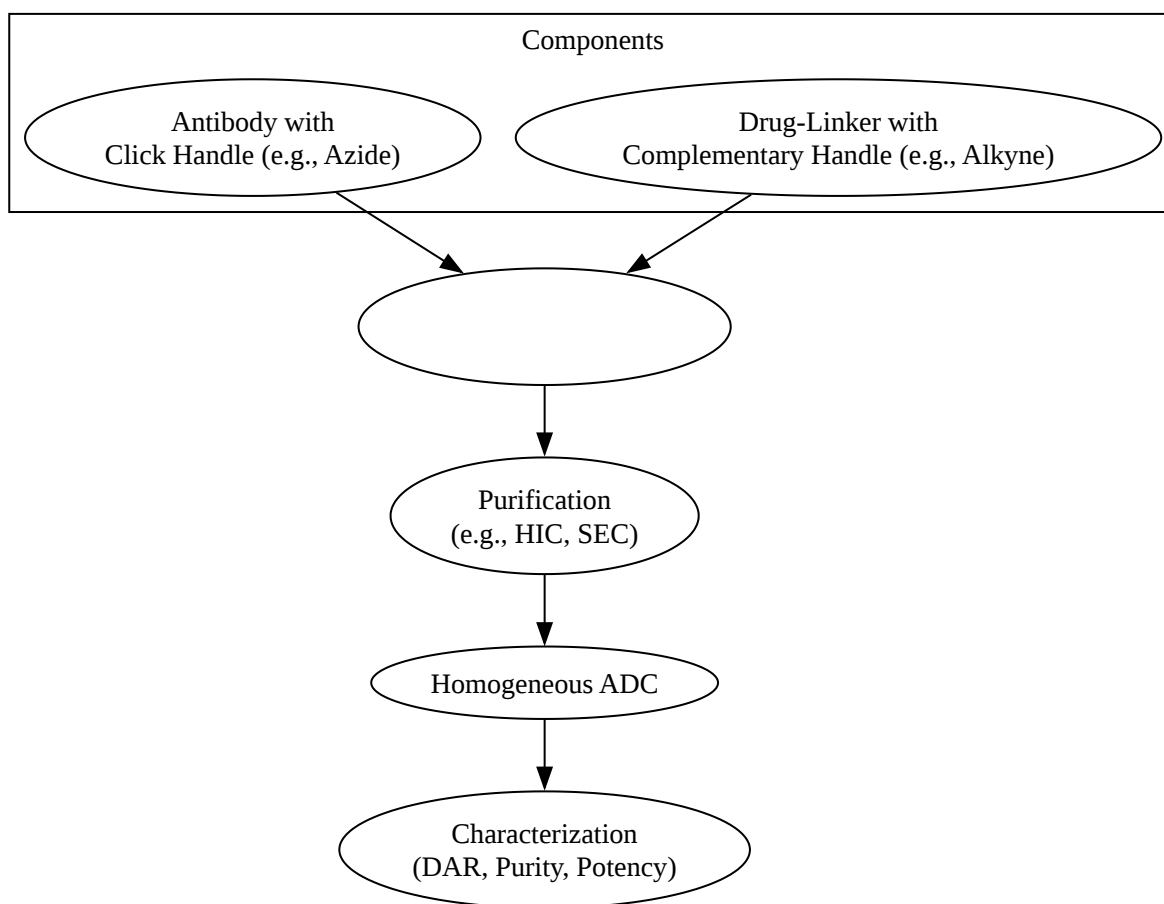 Components
Antibody with
Click Handle (e.g., Azide)
Drug-Linker with
Complementary Handle (e.g., Alkyne)
Purification
(e.g., HIC, SEC)
Homogeneous ADC
Characterization
(DAR, Purity, Potency)